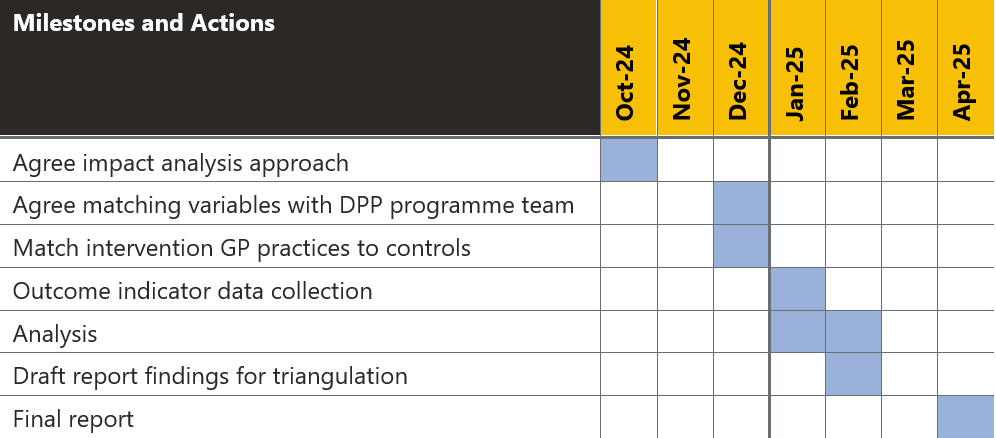 Milestones and Actions
Oct-24
Nov-24
Dec-24
Jan-25
Feb-25
Mar-25
Apr-25
Agree impact analysis approach
Agree matching variables with DPP programme team
Match intervention GP practices to controls
Outcome indicator data collection
Analysis
Draft report findings for triangulation
Final report